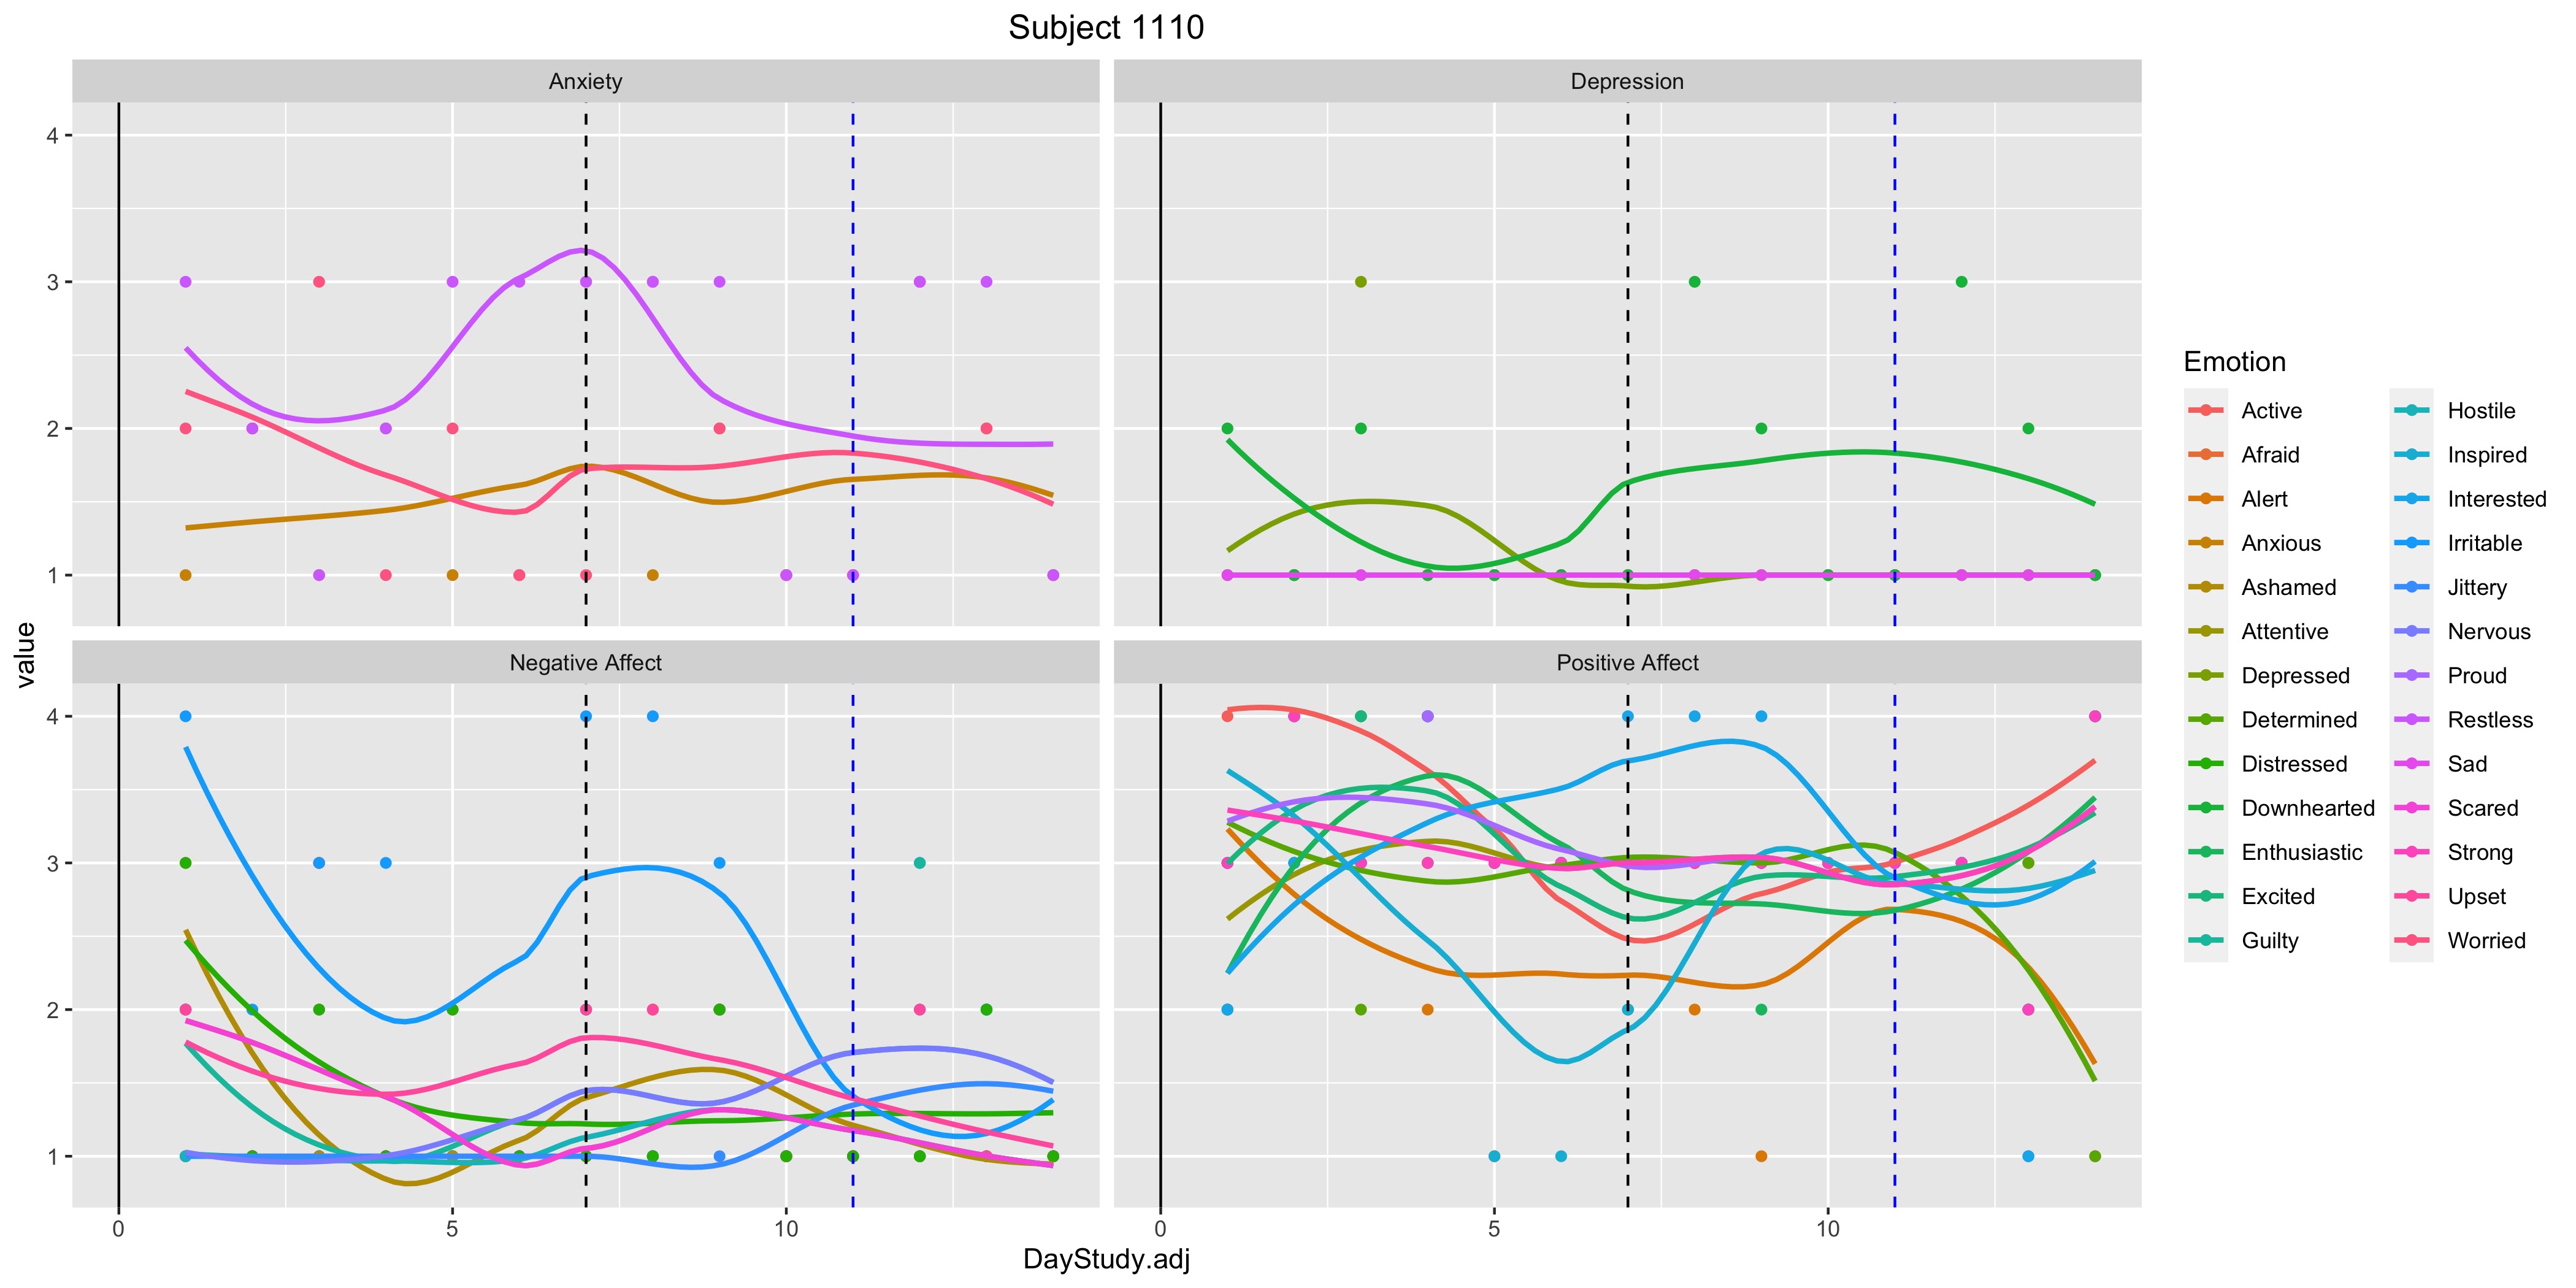 Subject 1110
Anxiety
Depression
4
3
2
1
Negative Affect
Positive Affect
4
3
2
1
0
5
10
0
5
10
value
DayStudy.adj
Emotion
Active
Afraid
Alert
Anxious
Ashamed
Attentive
Depressed
Determined
Distressed
Downhearted
Enthusiastic
Excited
Guilty
Hostile
Inspired
Interested
Irritable
Jittery
Nervous
Proud
Restless
Sad
Scared
Strong
Upset
Worried